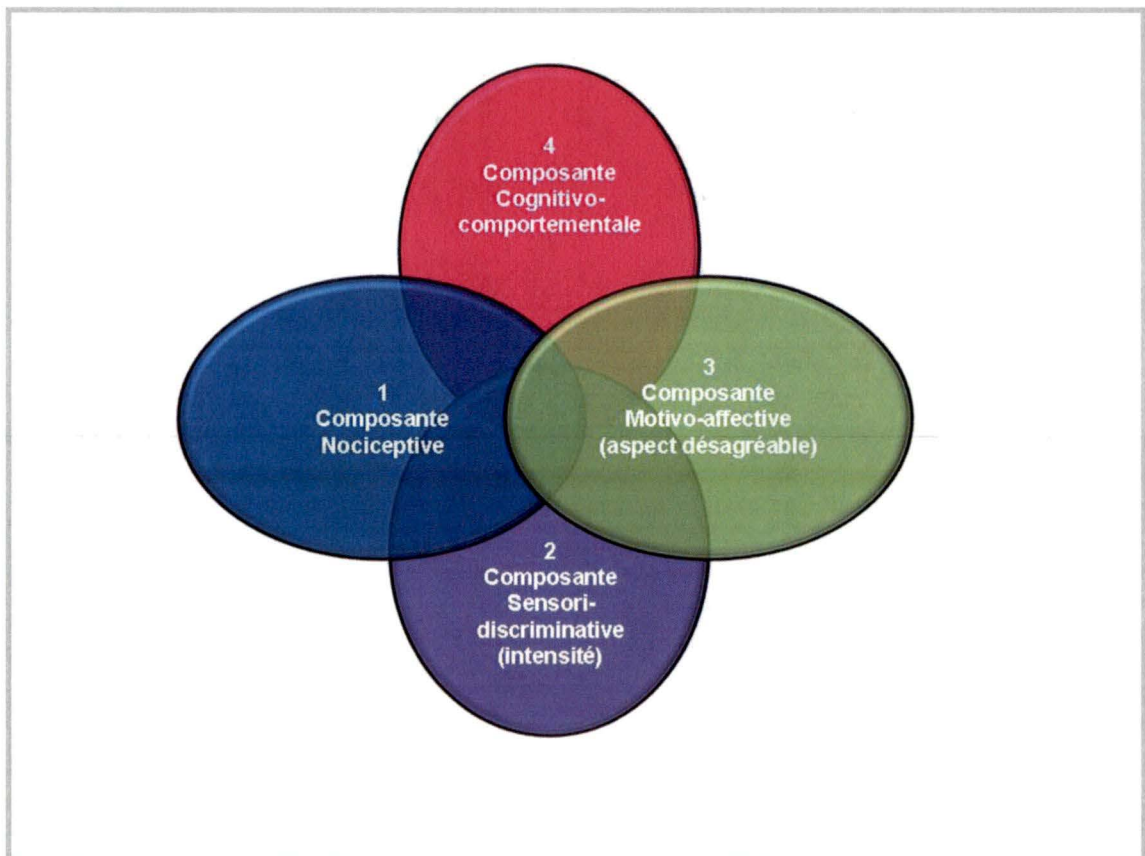 4
Composante
Cognitivo-
comportementale
1
Composante
Nociceptive
3
Composante
Motivo-affective
(aspect désagréable)
2
Composante
Sensori-
discriminative
(intensité)